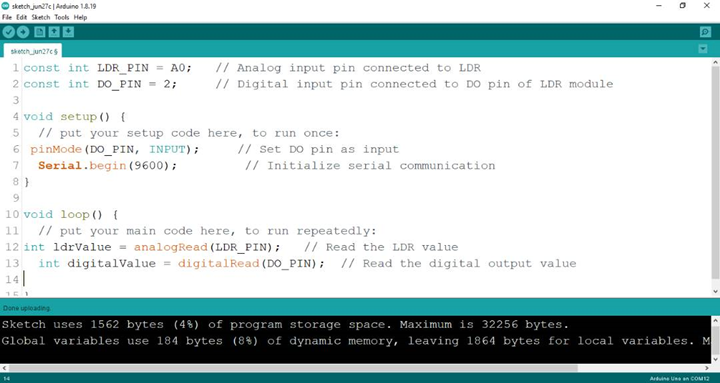 sketch_jun27c | Arduino 1.8.19
File Edit Sketch Tools Help
sketch_jun27c §
1 const int LDR_PIN = A0;   // Analog input pin connected to LDR
2 const int DO_PIN = 2;     // Digital input pin connected to DO pin of LDR module
3
4 void setup() {
5   // put your setup code here, to run once:
6  pinMode(DO_PIN, INPUT);     // Set DO pin as input
7   Serial.begin(9600);         // Initialize serial communication
8 }
9
10 void loop() {
11   // put your main code here, to run repeatedly:
12 int ldrValue = analogRead(LDR_PIN);   // Read the LDR value
13   int digitalValue = digitalRead(DO_PIN);  // Read the digital output value
14
15 }
Done uploading.
Sketch uses 1562 bytes (4%) of program storage space. Maximum is 32256 bytes.
Global variables use 184 bytes (8%) of dynamic memory, leaving 1864 bytes for local variables. M
14 Arduino Uno on COM12